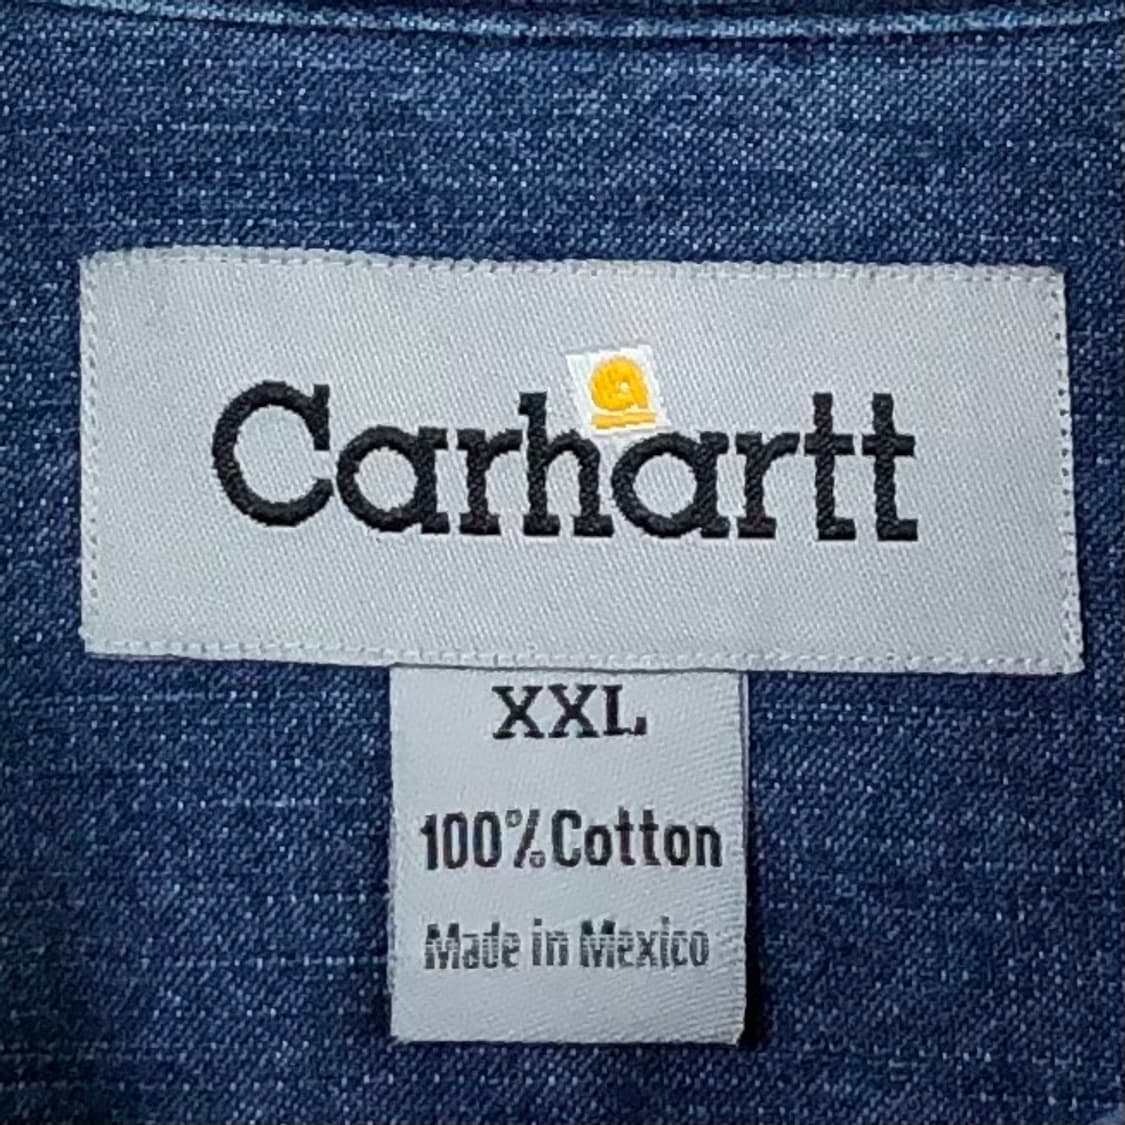 Carhartt
XXL
100% Cotton
Made in Mexico